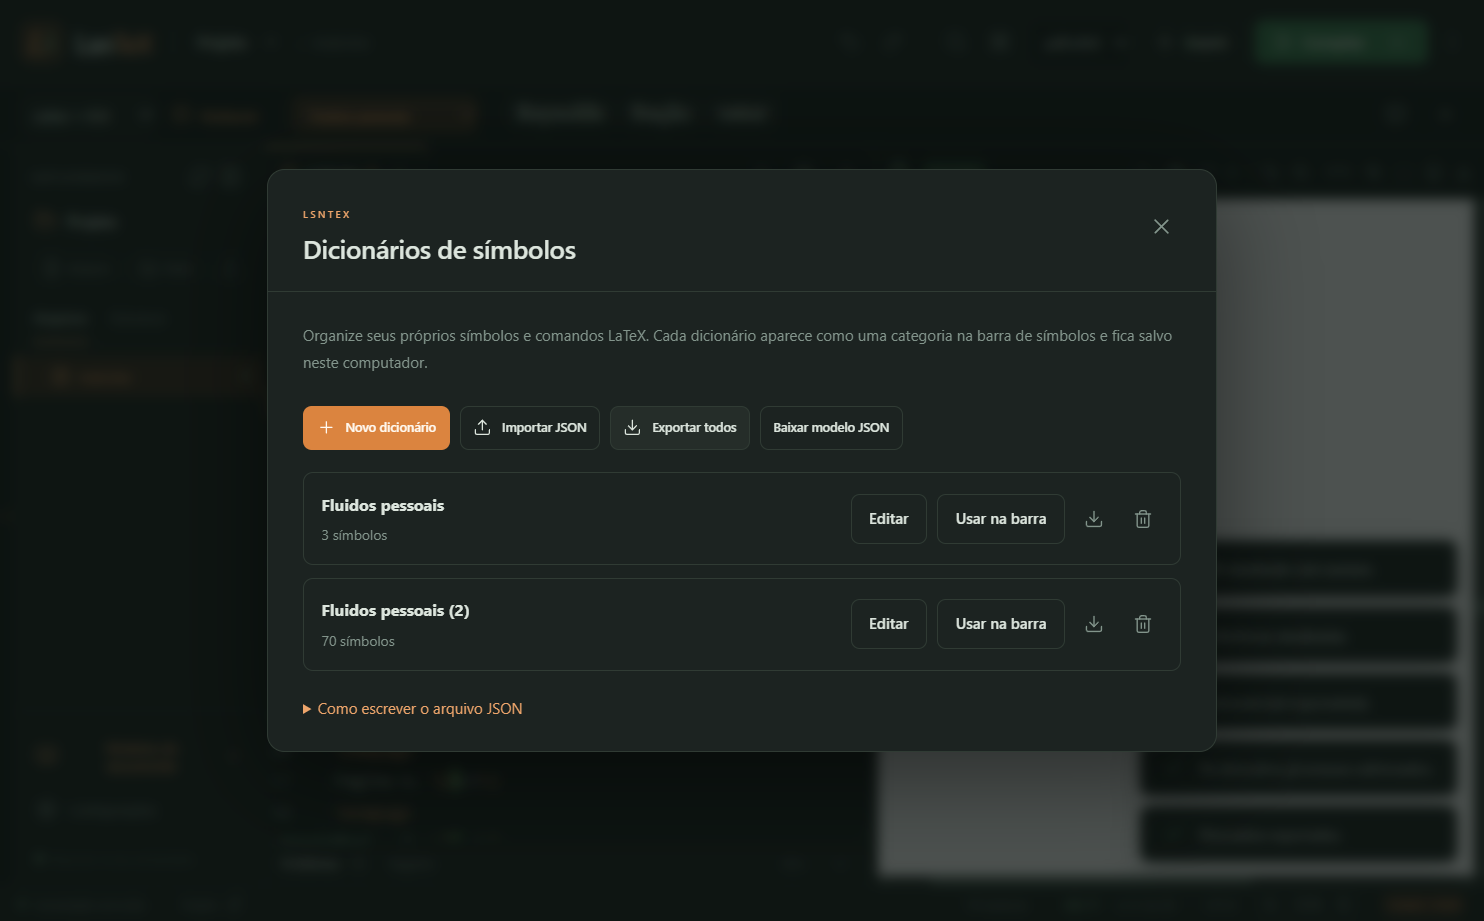 LSNTEX
Dicionários de símbolos
Organize seus próprios símbolos e comandos LaTeX. Cada dicionário aparece como uma categoria na barra de símbolos e fica salvo
neste computador.
Novo dicionário
Importar JSON
Exportar todos
Baixar modelo JSON
Fluidos pessoais
3 símbolos
Editar
Usar na barra
Fluidos pessoais (2)
70 símbolos
Editar
Usar na barra
Como escrever o arquivo JSON